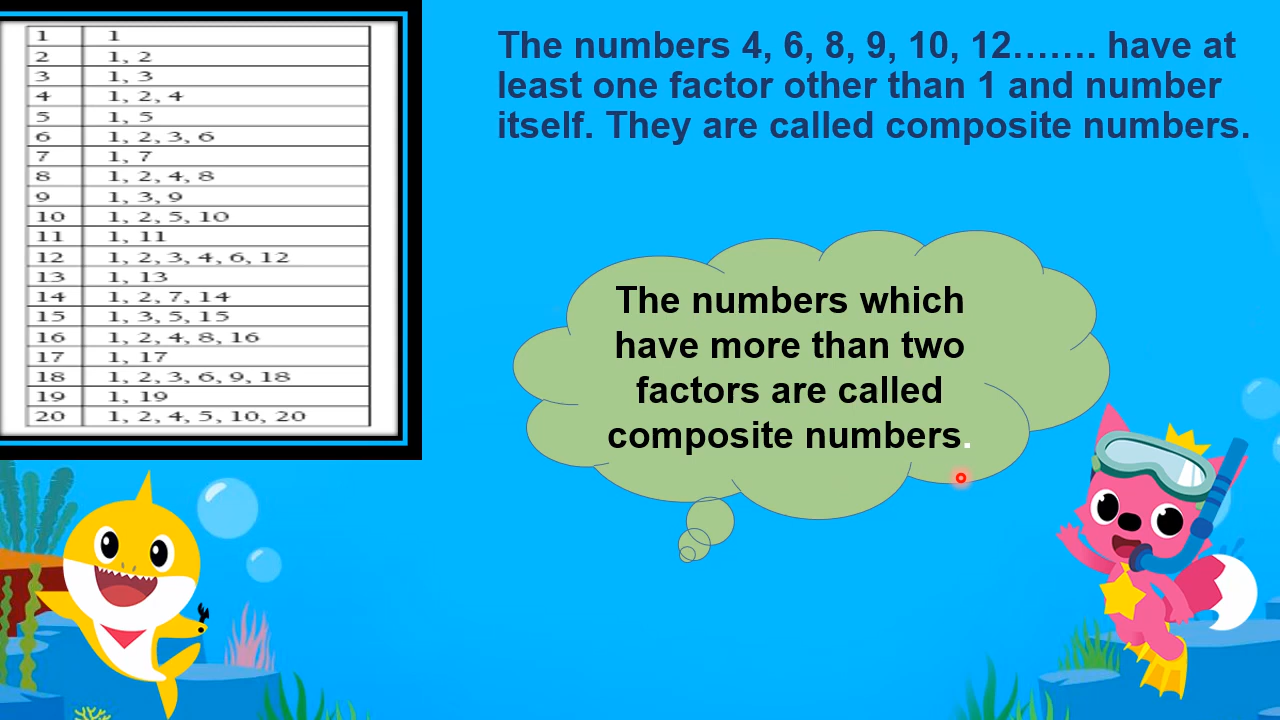 1 1
2 1, 2
3 1, 3
4 1, 2, 4
5 1, 5
6 1, 2, 3, 6
7 1, 7
8 1, 2, 4, 8
9 1, 3, 9
10 1, 2, 5, 10
11 1, 11
12 1, 2, 3, 4, 6, 12
13 1, 13
14 1, 2, 7, 14
15 1, 3, 5, 15
16 1, 2, 4, 8, 16
17 1, 17
18 1, 2, 3, 6, 9, 18
19 1, 19
20 1, 2, 4, 5, 10, 20
The numbers 4, 6, 8, 9, 10, 12....... have at
least one factor other than 1 and number
itself. They are called composite numbers.
The numbers which
have more than two
factors are called
composite numbers.